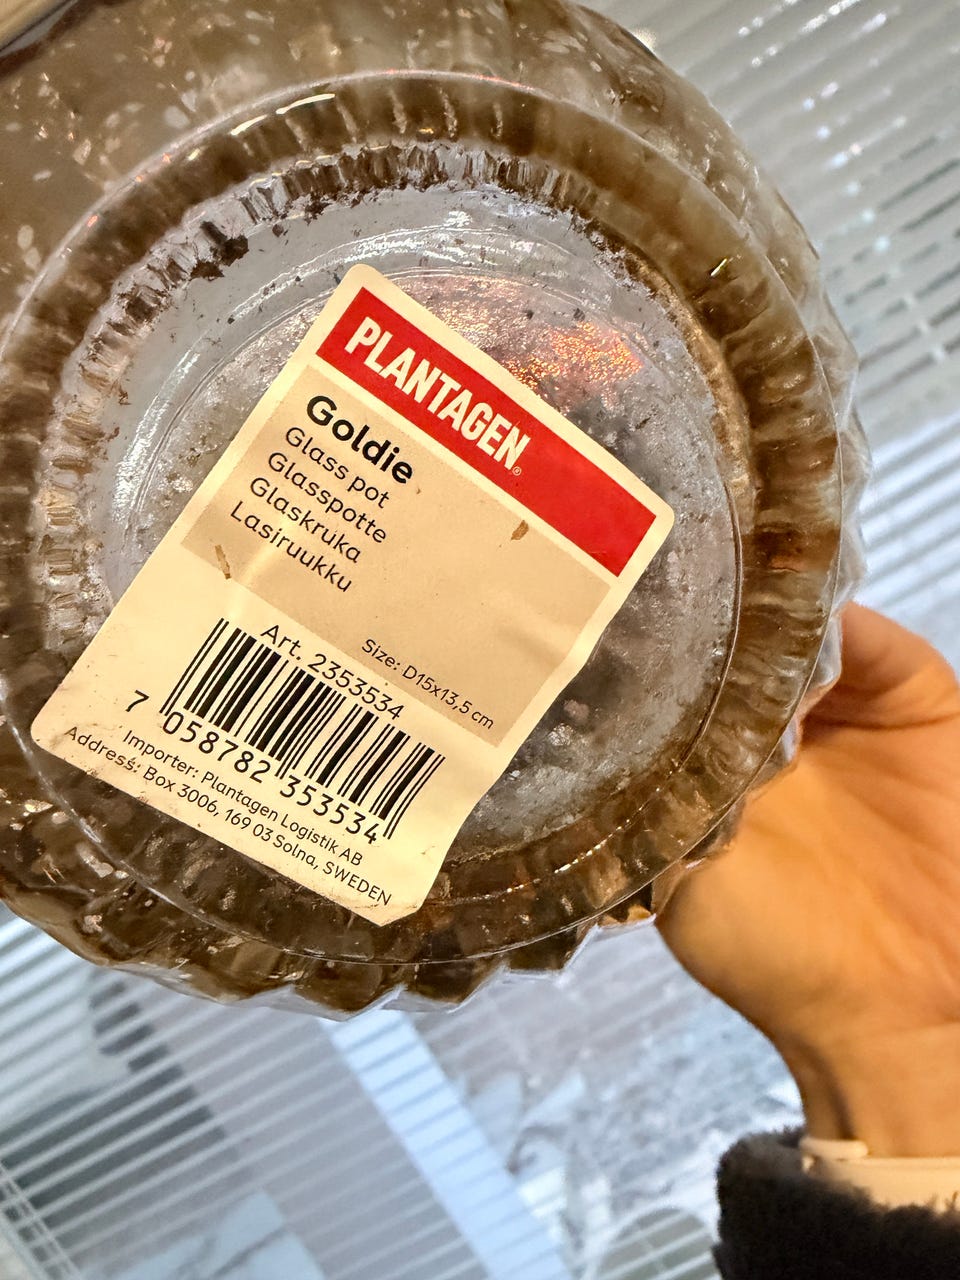 PLANTAGEN®
Goldie
Glass pot
Glasspotte
Glaskruka
Lasiruukku
Size: D15x13,5 cm
Art. 2353534
7 058782 353534
Importer: Plantagen Logistik AB
Address: Box 3006, 169 03 Solna, SWEDEN